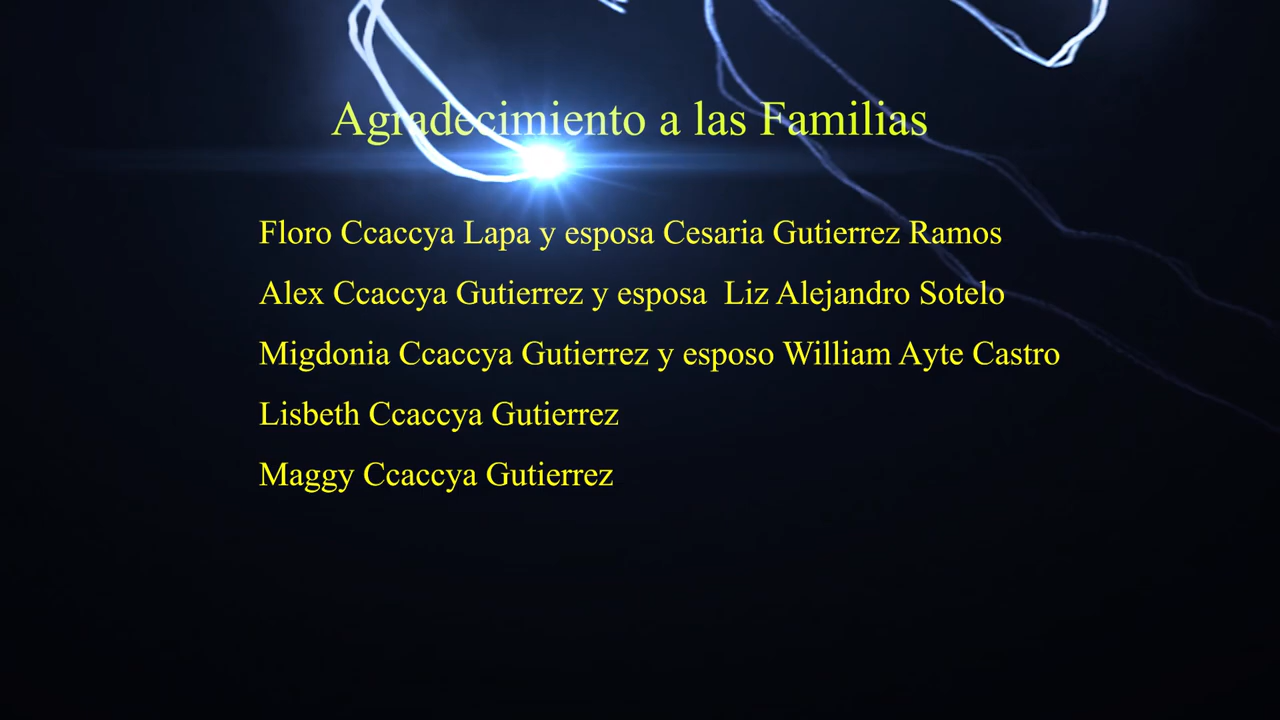 Agradecimiento a las Familias
Floro Ccaccya Lapa y esposa Cesaria Gutierrez Ramos
Alex Ccaccya Gutierrez y esposa  Liz Alejandro Sotelo
Migdonia Ccaccya Gutierrez y esposo William Ayte Castro
Lisbeth Ccaccya Gutierrez
Maggy Ccaccya Gutierrez